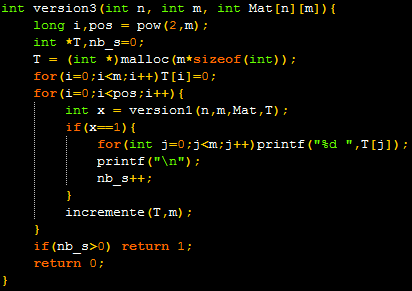 int version3(int n, int m, int Mat[n][m]){
long i,pos = pow(2,m);
int *T,nb_s=0;
T = (int *)malloc(m*sizeof(int));
for(i=0;i<m;i++)T[i]=0;
for(i=0;i<pos;i++){
int x = version1(n,m,Mat,T);
if(x==1){
for(int j=0;j<m;j++)printf("%d ",T[j]);
printf("\n");
nb_s++;
}
incremente(T,m);
}
if(nb_s>0) return 1;
return 0;
}